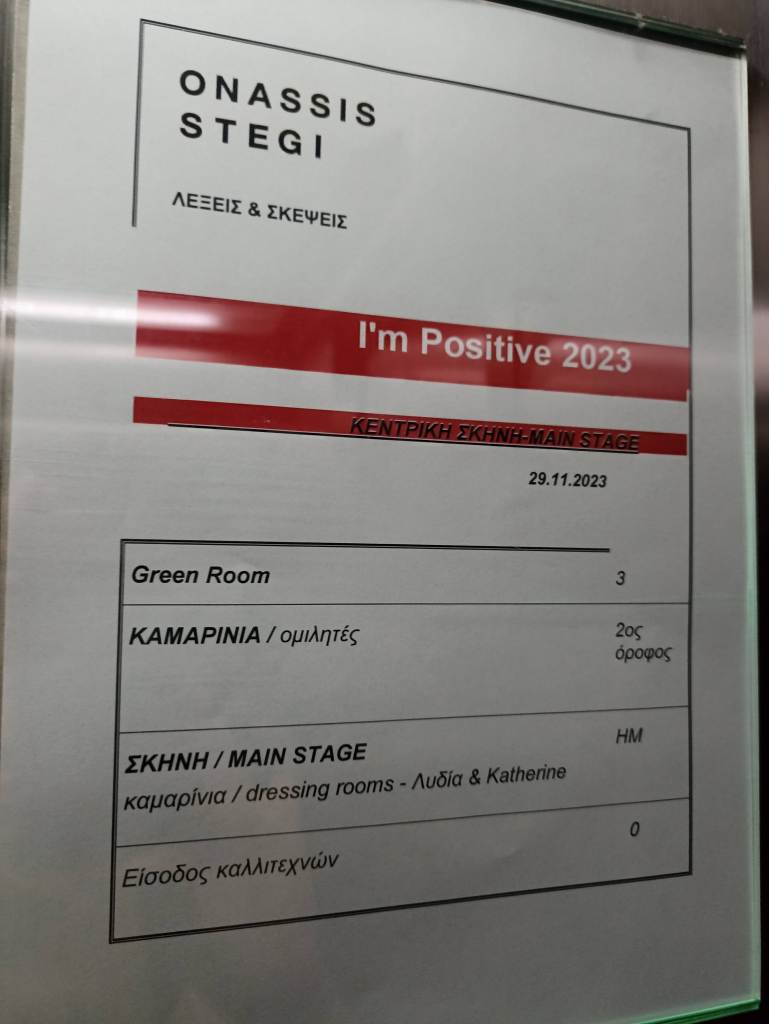 ONASSIS
STEGI
ΛΕΞΕΙΣ & ΣΚΕΨΕΙΣ
I'm Positive 2023
ΚΕΝΤΡΙΚΗ ΣΚΗΝΗ-MAIN STAGE
29.11.2023
Green Room 3
ΚΑΜΑΡΙΝΙΑ / ομιλητές 2ος
όροφος
ΣΚΗΝΗ / MAIN STAGE ΗΜ
καμαρίνια / dressing rooms - Λυδία & Katherine
Είσοδος καλλιτεχνών 0